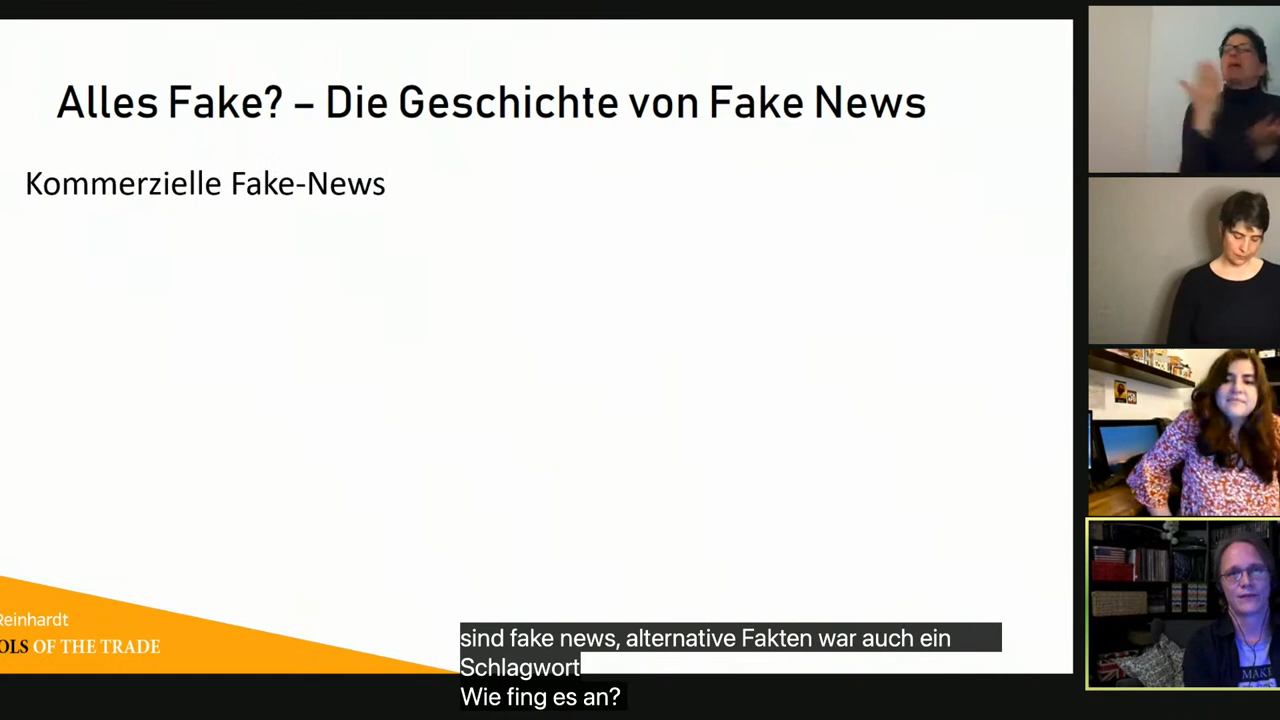 Alles Fake? – Die Geschichte von Fake News
Kommerzielle Fake-News
Reinhardt
OLS OF THE TRADE
sind fake news, alternative Fakten war auch ein
Schlagwort
Wie fing es an?
MAKE